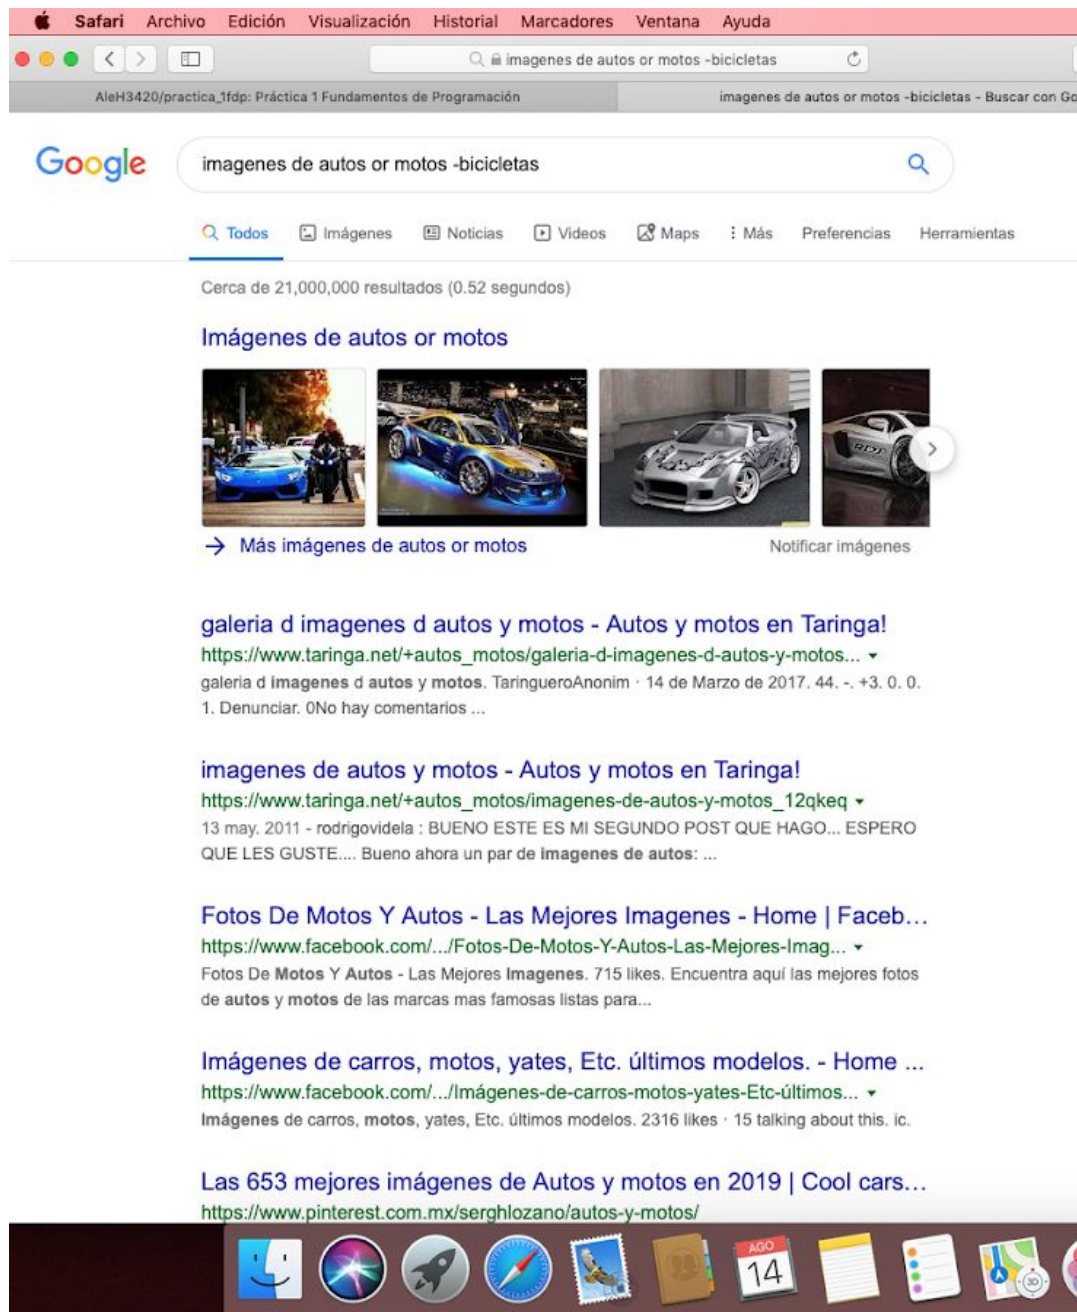 Safari Archivo Edición Visualización Historial Marcadores Ventana Ayuda
imagenes de autos or motos -bicicletas
AleH3420/practica_1fdp: Práctica 1 Fundamentos de Programación
imagenes de autos or motos -bicicletas - Buscar con Go
Google
imagenes de autos or motos -bicicletas
Todos Imágenes Noticias Videos Maps Más Preferencias Herramientas
Cerca de 21,000,000 resultados (0.52 segundos)
Imágenes de autos or motos
Más imágenes de autos or motos
Notificar imágenes
galeria d imagenes d autos y motos - Autos y motos en Taringa!
https://www.taringa.net/+autos_motos/galeria-d-imagenes-d-autos-y-motos...
galeria d imagenes d autos y motos. TaringueroAnonim · 14 de Marzo de 2017. 44. -. +3. 0. 0.
1. Denunciar. 0No hay comentarios ...
imagenes de autos y motos - Autos y motos en Taringa!
https://www.taringa.net/+autos_motos/imagenes-de-autos-y-motos_12qkeq
13 may. 2011 - rodrigovidela : BUENO ESTE ES MI SEGUNDO POST QUE HAGO... ESPERO
QUE LES GUSTE.... Bueno ahora un par de imagenes de autos: ...
Fotos De Motos Y Autos - Las Mejores Imagenes - Home | Faceb...
https://www.facebook.com/.../Fotos-De-Motos-Y-Autos-Las-Mejores-Imag...
Fotos De Motos Y Autos - Las Mejores Imagenes. 715 likes. Encuentra aquí las mejores fotos
de autos y motos de las marcas mas famosas listas para...
Imágenes de carros, motos, yates, Etc. últimos modelos. - Home ...
https://www.facebook.com/.../Imágenes-de-carros-motos-yates-Etc-últimos...
Imágenes de carros, motos, yates, Etc. últimos modelos. 2316 likes · 15 talking about this. ic.
Las 653 mejores imágenes de Autos y motos en 2019 | Cool cars...
https://www.pinterest.com.mx/serghlozano/autos-y-motos/
AGO
14
3D